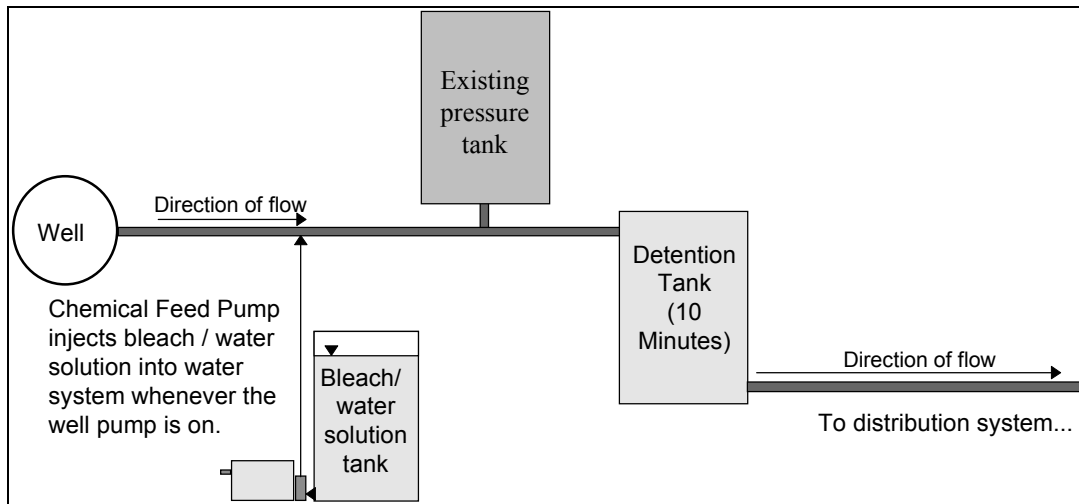 Existing
pressure
tank
Direction of flow
Well
Detention
Tank
(10
Minutes)
Chemical Feed Pump
injects bleach / water
solution into water
system whenever the
well pump is on.
Bleach/
water
solution
tank
Direction of flow
To distribution system...